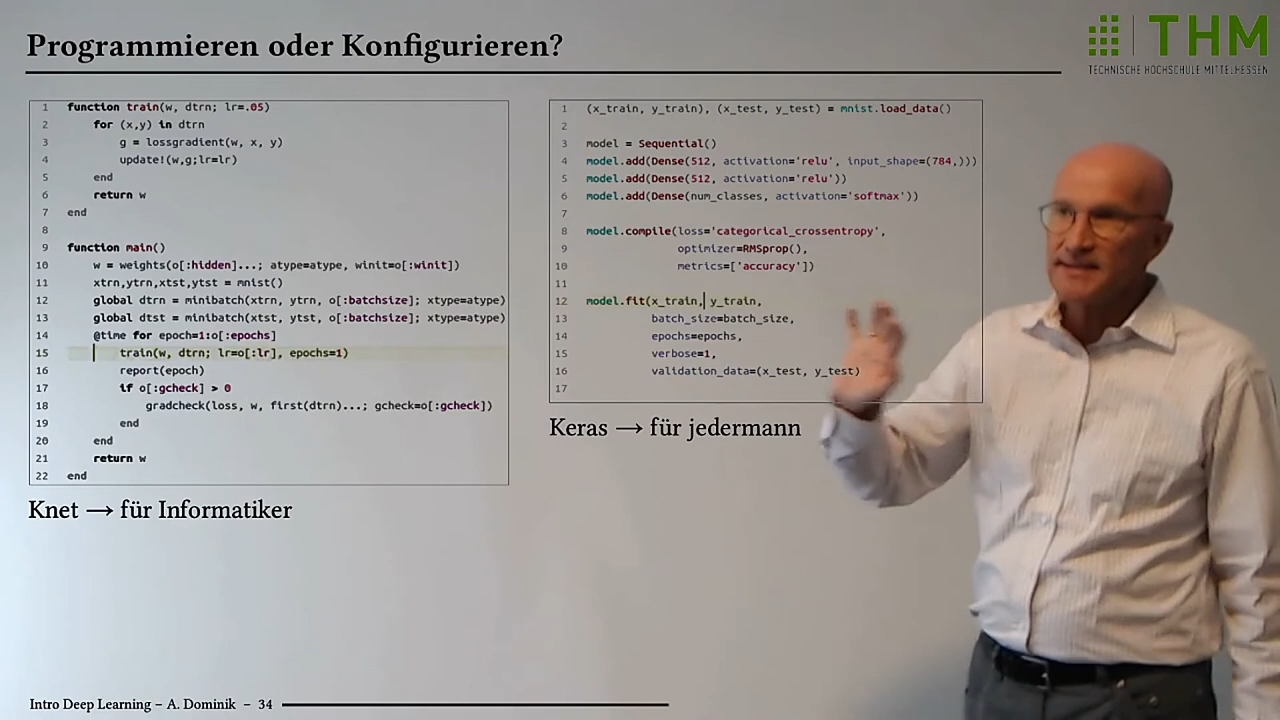 Programmieren oder Konfigurieren?
THM
TECHNISCHE HOCHSCHULE MITTELHESSEN
1 function train(w, dtrn; lr=.05)
2 for (x,y) in dtrn
3 g = lossgradient(w, x, y)
4 update!(w,g;lr=lr)
5 end
6 return w
7 end
8
9 function main()
10 w = weights(o[:hidden]...; atype=atype, winit=o[:winit])
11 xtrn,ytrn,xtst,ytst = mnist()
12 global dtrn = minibatch(xtrn, ytrn, o[:batchsize]; xtype=atype)
13 global dtst = minibatch(xtst, ytst, o[:batchsize]; xtype=atype)
14 @time for epoch=1:o[:epochs]
15 train(w, dtrn; lr=o[:lr], epochs=1)
16 report(epoch)
17 if o[:gcheck] > 0
18 gradcheck(loss, w, first(dtrn)...; gcheck=o[:gcheck])
19 end
20 end
21 return w
22 end
Knet → für Informatiker
1 (x_train, y_train), (x_test, y_test) = mnist.load_data()
2
3 model = Sequential()
4 model.add(Dense(512, activation='relu', input_shape=(784,)))
5 model.add(Dense(512, activation='relu'))
6 model.add(Dense(num_classes, activation='softmax'))
7
8 model.compile(loss='categorical_crossentropy',
9 optimizer=RMSprop(),
10 metrics=['accuracy'])
11
12 model.fit(x_train, y_train,
13 batch_size=batch_size,
14 epochs=epochs,
15 verbose=1,
16 validation_data=(x_test, y_test)
17
Keras → für jedermann
Intro Deep Learning – A. Dominik – 34